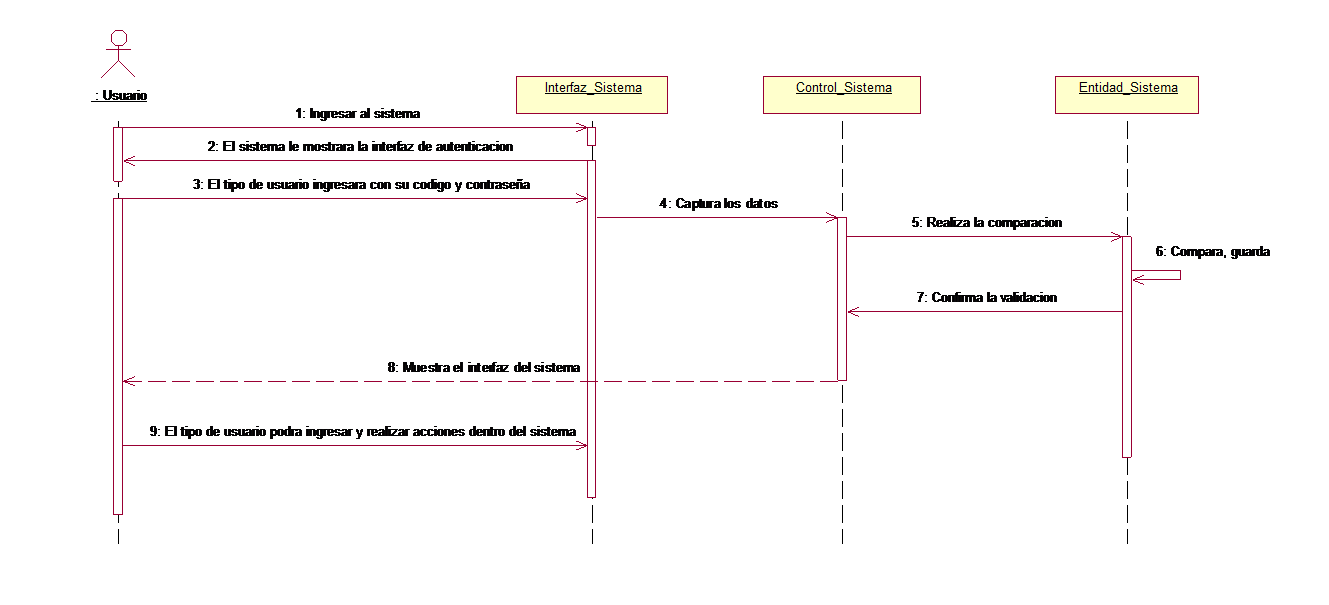 : Usuario
Interfaz_Sistema
Control_Sistema
Entidad_Sistema
1: Ingresar al sistema
2: El sistema le mostrara la interfaz de autenticacion
3: El tipo de usuario ingresara con su codigo y contraseña
4: Captura los datos
5: Realiza la comparacion
6: Compara, guarda
7: Confirma la validacion
8: Muestra el interfaz del sistema
9: El tipo de usuario podra ingresar y realizar acciones dentro del sistema